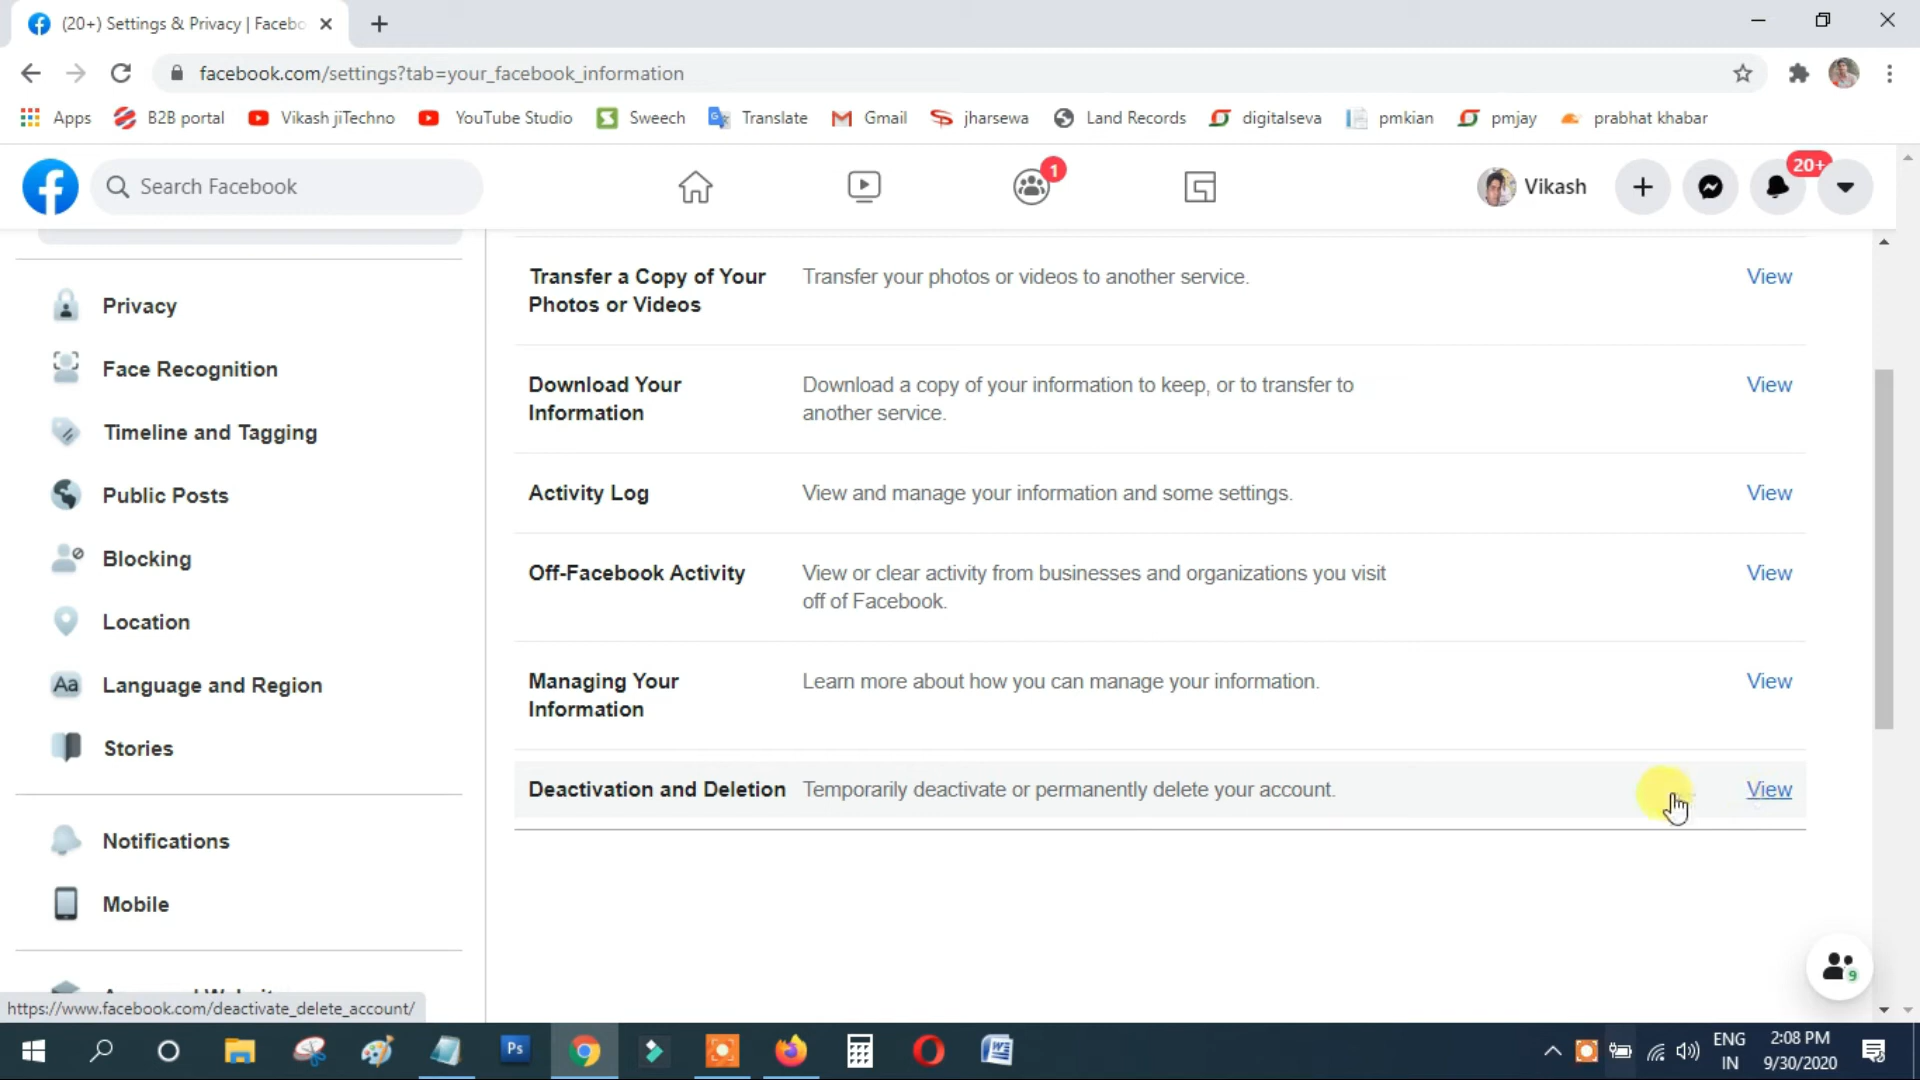 (20+) Settings & Privacy | Facebo
facebook.com/settings?tab=your_facebook_information
Apps B2B portal Vikash jiTechno YouTube Studio Sweech Translate Gmail jharsewa Land Records digitalseva pmkian pmjay prabhat khabar
Search Facebook
1
Vikash
20+
Privacy
Face Recognition
Timeline and Tagging
Public Posts
Blocking
Location
Aa Language and Region
Stories
Notifications
Mobile
Transfer a Copy of Your
Photos or Videos
Transfer your photos or videos to another service.
View
Download Your
Information
Download a copy of your information to keep, or to transfer to
another service.
View
Activity Log
View and manage your information and some settings.
View
Off-Facebook Activity
View or clear activity from businesses and organizations you visit
off of Facebook.
View
Managing Your
Information
Learn more about how you can manage your information.
View
Deactivation and Deletion
Temporarily deactivate or permanently delete your account.
View
9
https://www.facebook.com/deactivate_delete_account/
Ps
ENG
IN
2:08 PM
9/30/2020